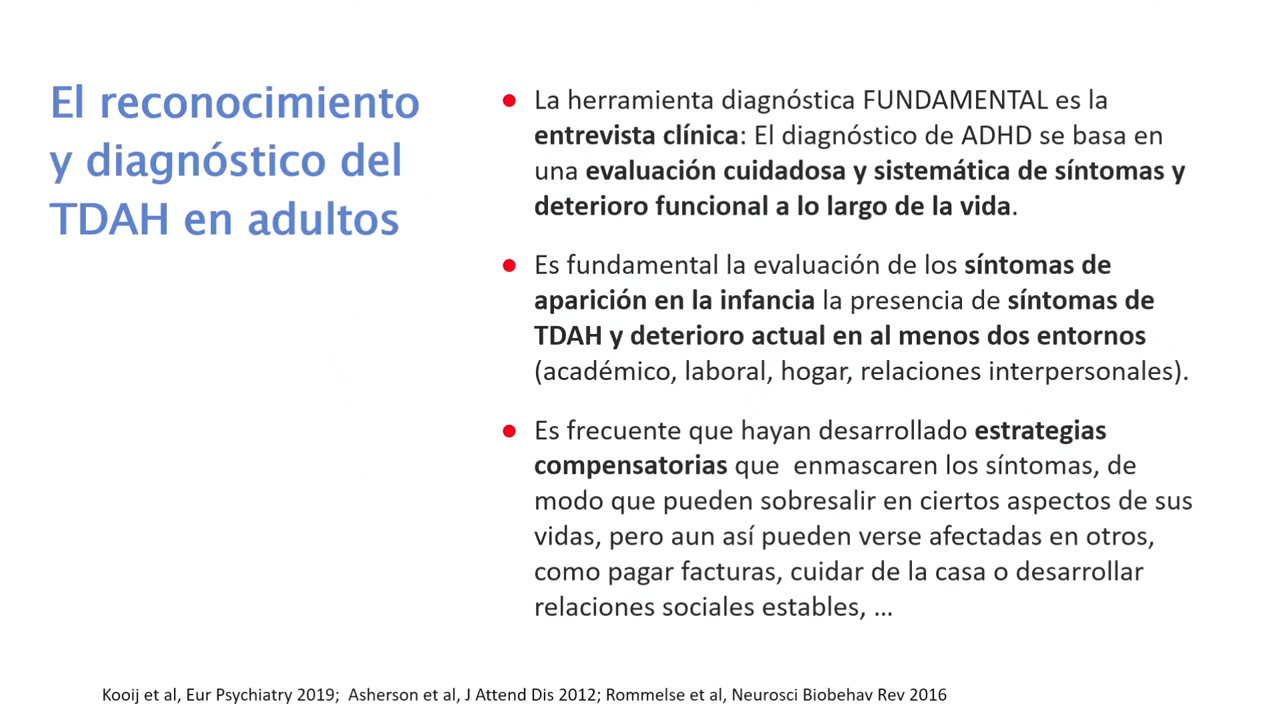 El reconocimiento
y diagnóstico del
TDAH en adultos
● La herramienta diagnóstica FUNDAMENTAL es la
entrevista clínica: El diagnóstico de ADHD se basa en
una evaluación cuidadosa y sistemática de síntomas y
deterioro funcional a lo largo de la vida.
● Es fundamental la evaluación de los síntomas de
aparición en la infancia la presencia de síntomas de
TDAH y deterioro actual en al menos dos entornos
(académico, laboral, hogar, relaciones interpersonales).
● Es frecuente que hayan desarrollado estrategias
compensatorias que enmascaren los síntomas, de
modo que pueden sobresalir en ciertos aspectos de sus
vidas, pero aun así pueden verse afectadas en otros,
como pagar facturas, cuidar de la casa o desarrollar
relaciones sociales estables, ...
Kooij et al, Eur Psychiatry 2019; Asherson et al, J Attend Dis 2012; Rommelse et al, Neurosci Biobehav Rev 2016